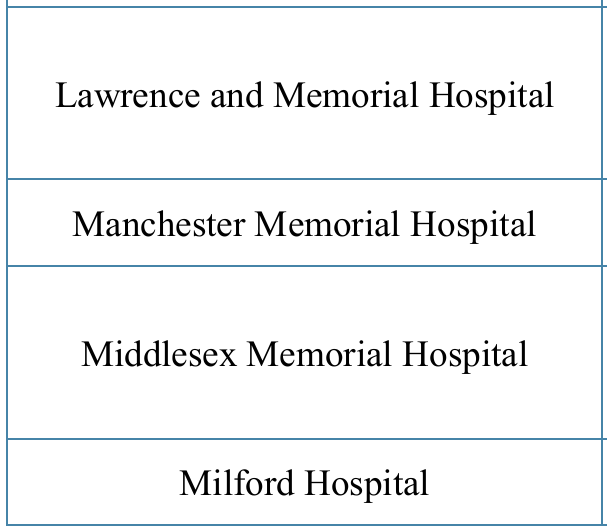 Lawrence and Memorial Hospital
Manchester Memorial Hospital
Middlesex Memorial Hospital
Milford Hospital